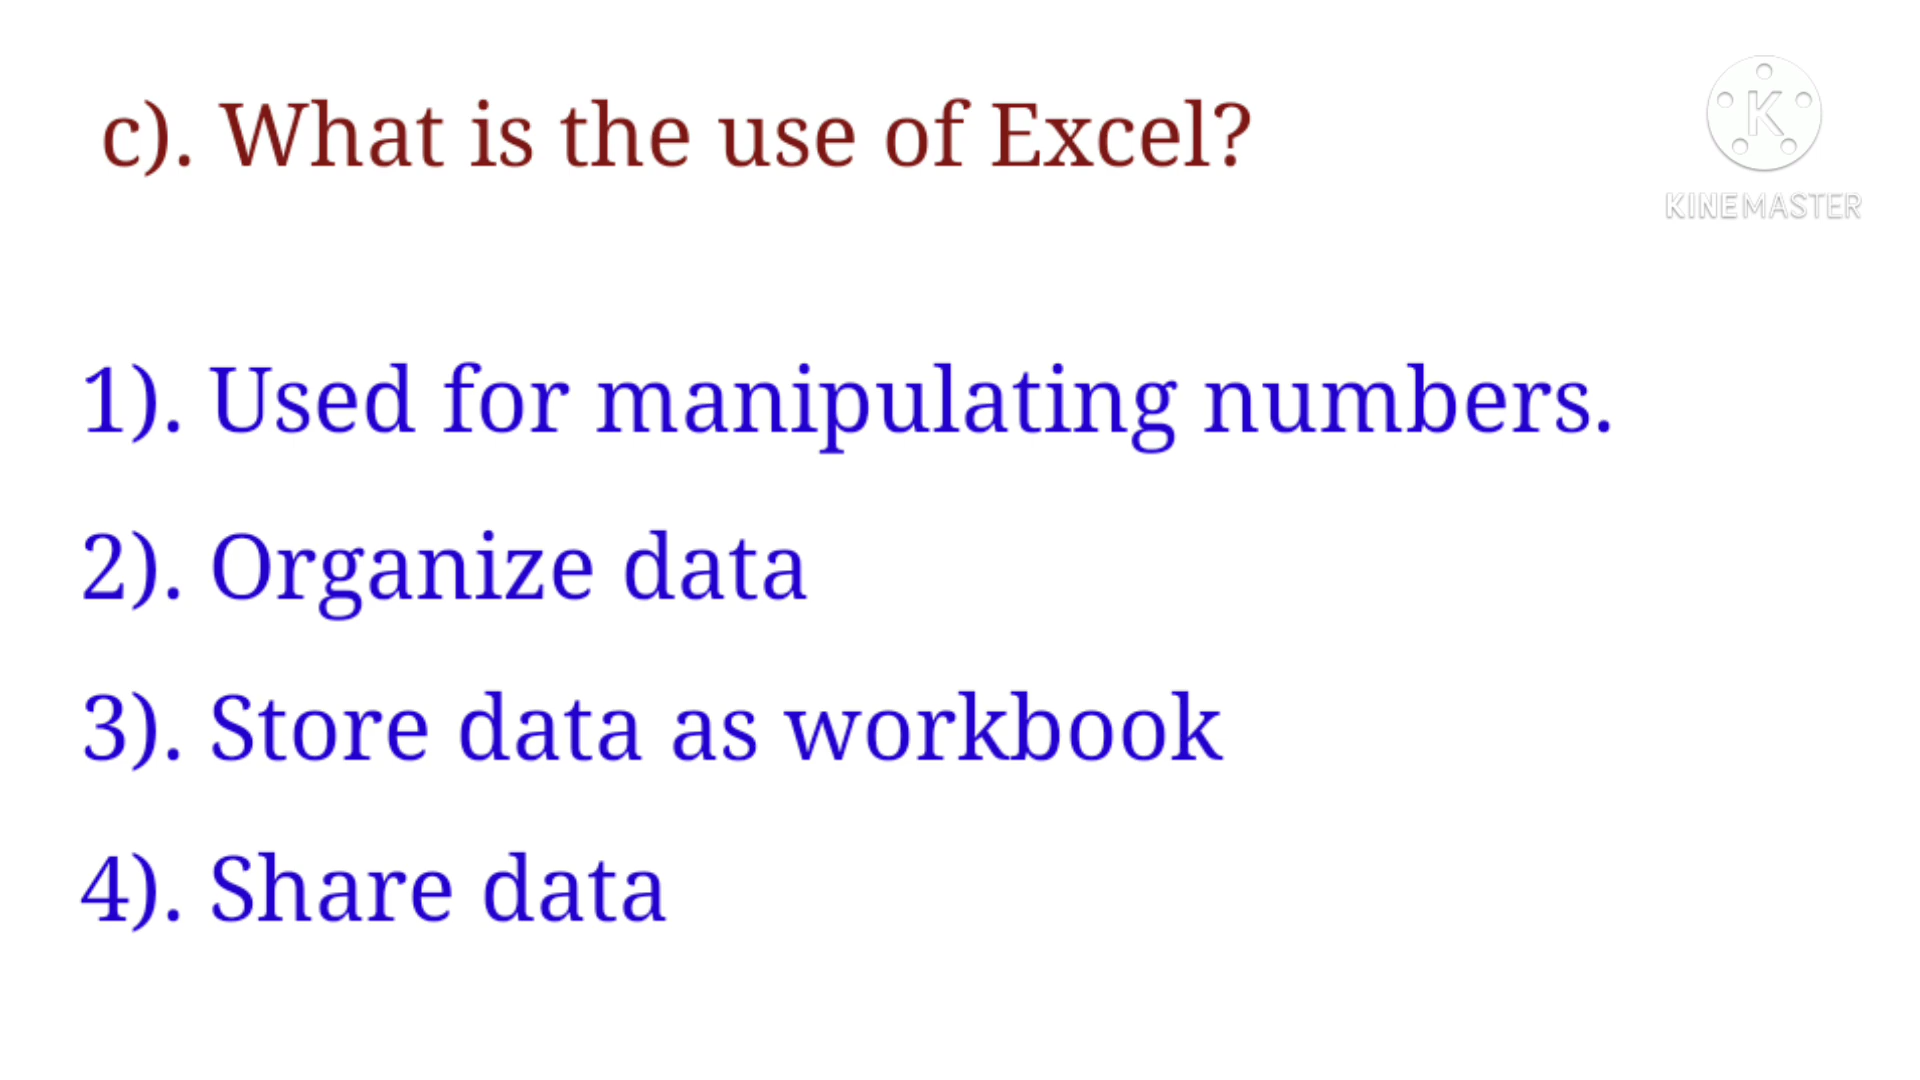 c). What is the use of Excel?
K
KINEMASTER
1). Used for manipulating numbers.
2). Organize data
3). Store data as workbook
4). Share data